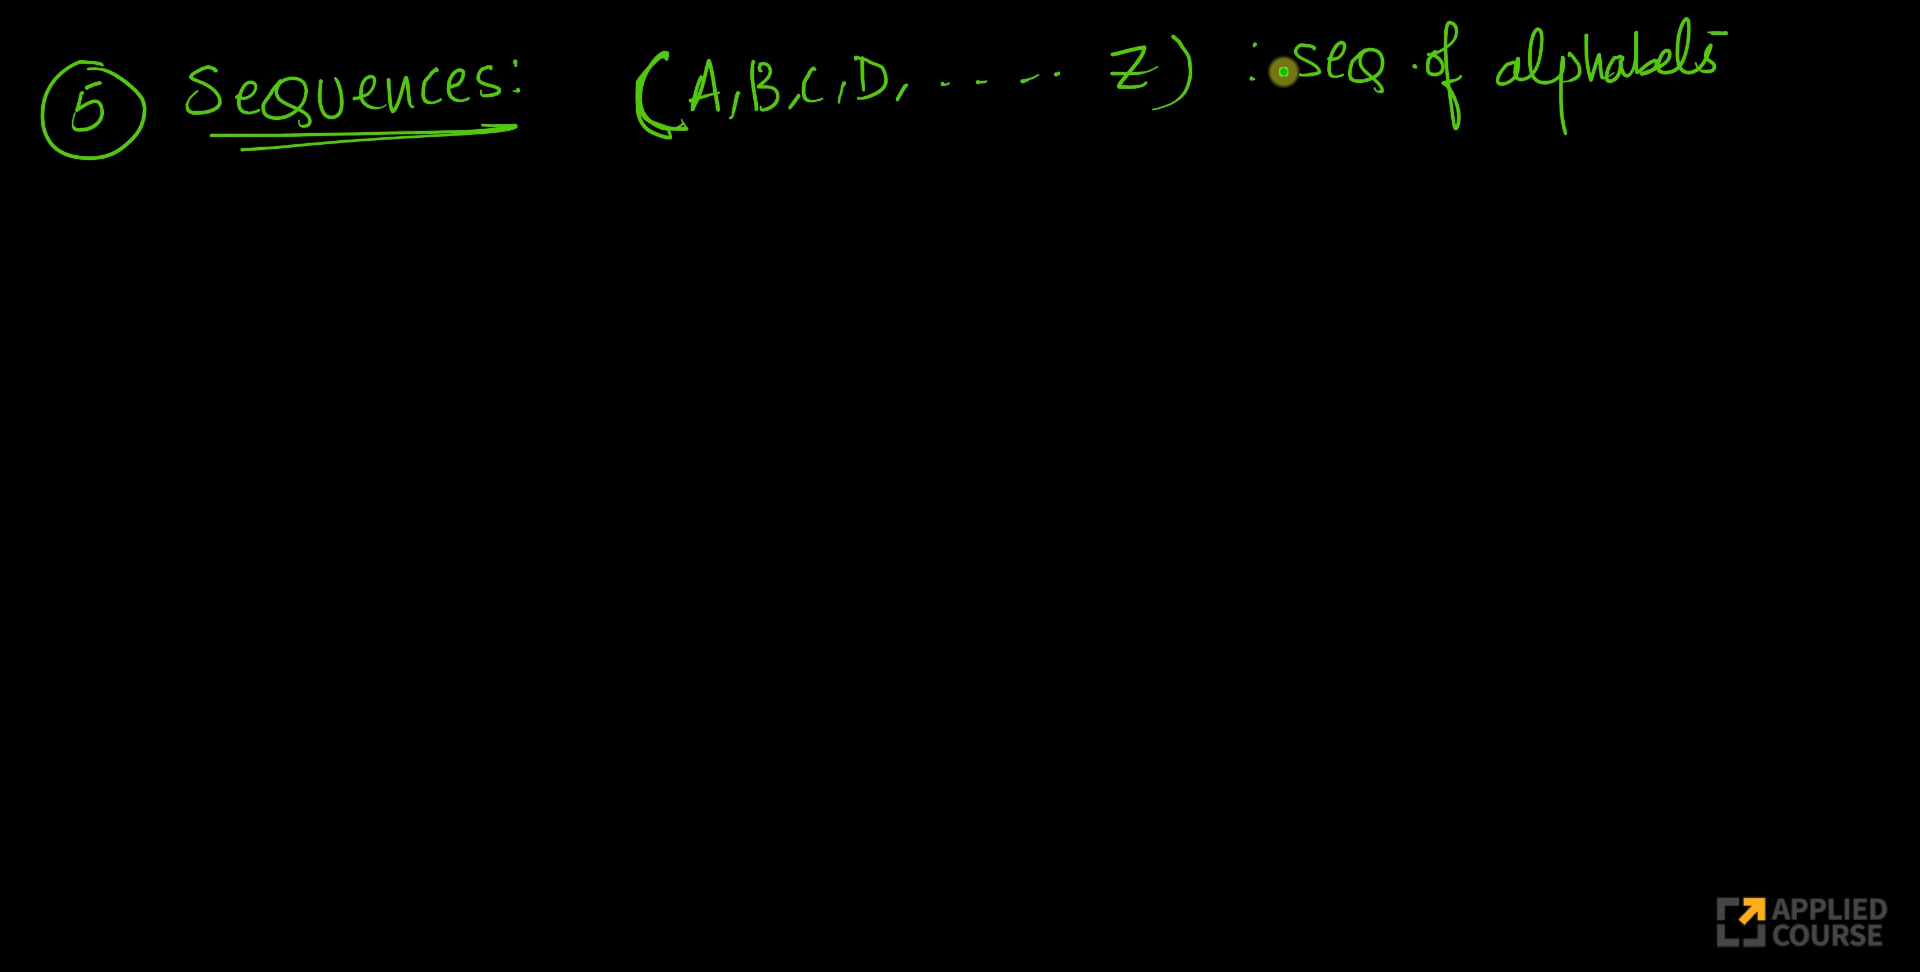 5 Sequences: (A, B, C, D, ..... Z) : seq. of alphabets
APPLIED
COURSE